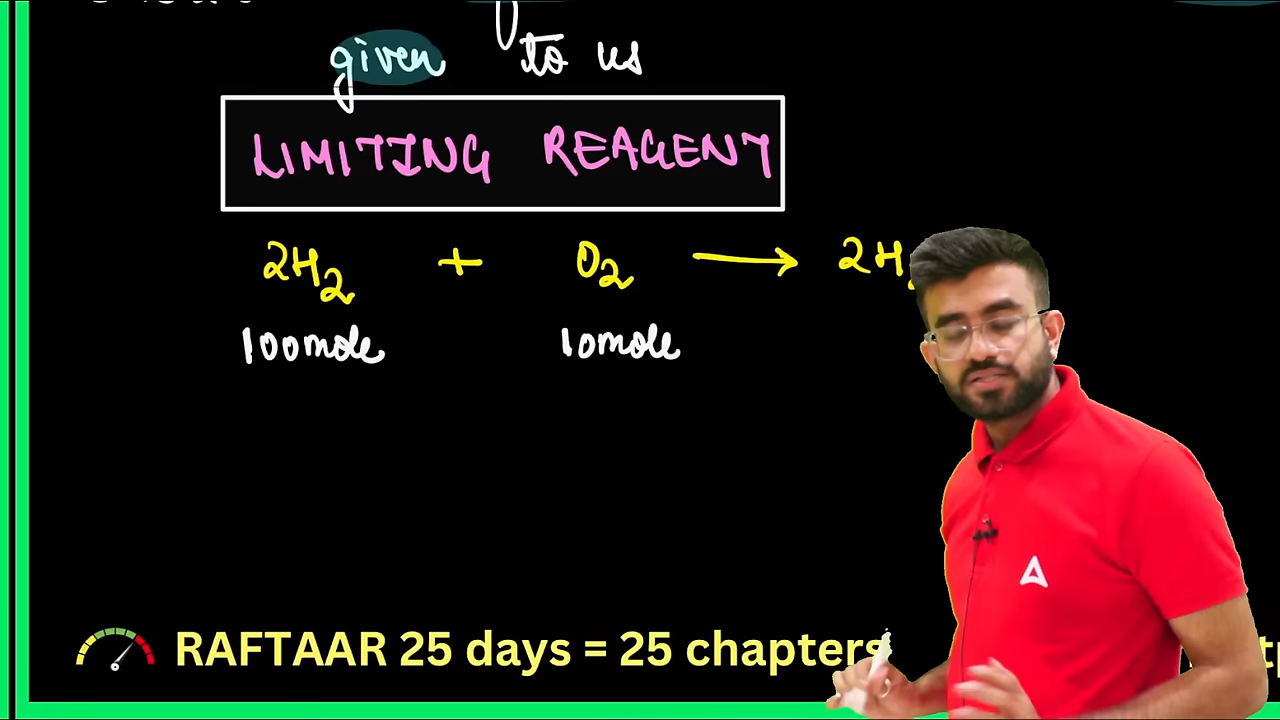 given to us
LIMITING REAGENT
2H₂ + O₂ ⟶ 2H
100mole 10mole
RAFTAAR 25 days = 25 chapters